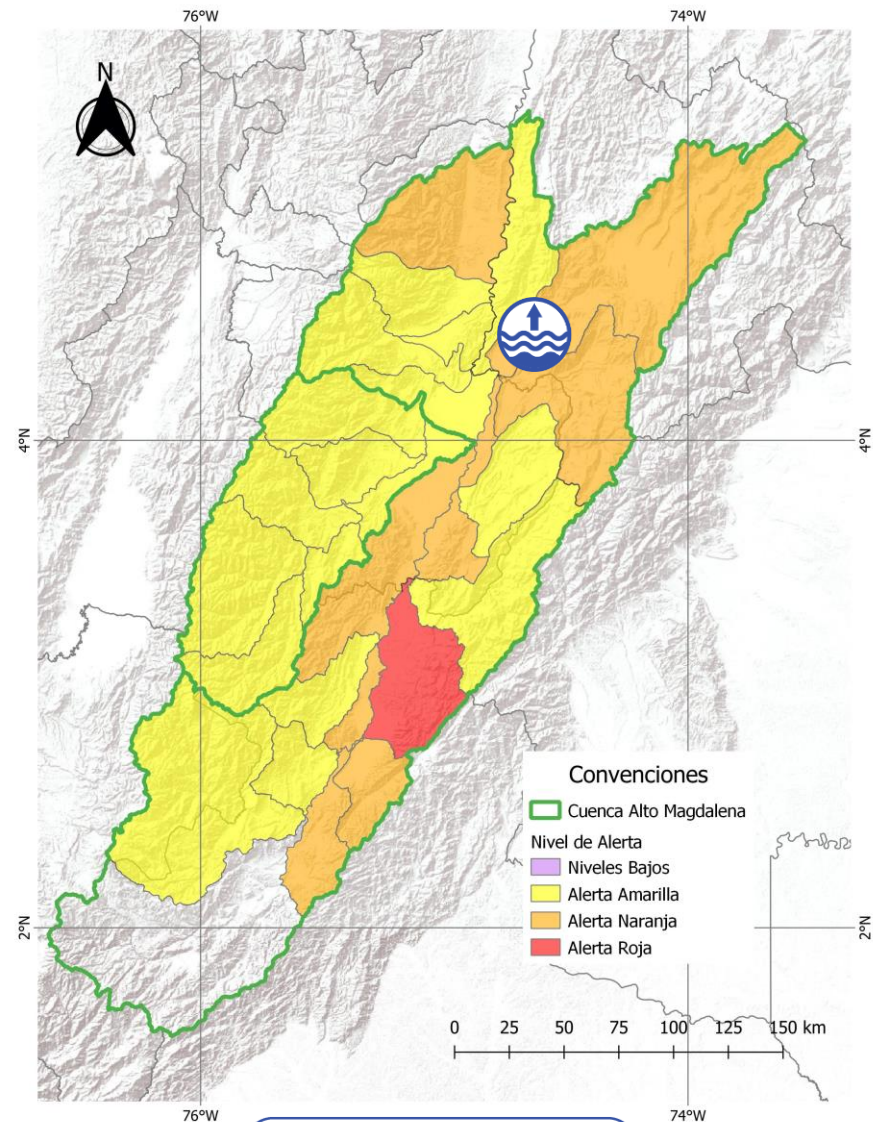 76°W
74°W
N
4°N
4°N
2°N
2°N
Convenciones
Cuenca Alto Magdalena
Nivel de Alerta
Niveles Bajos
Alerta Amarilla
Alerta Naranja
Alerta Roja
0 25 50 75 100 125 150 km
76°W
74°W